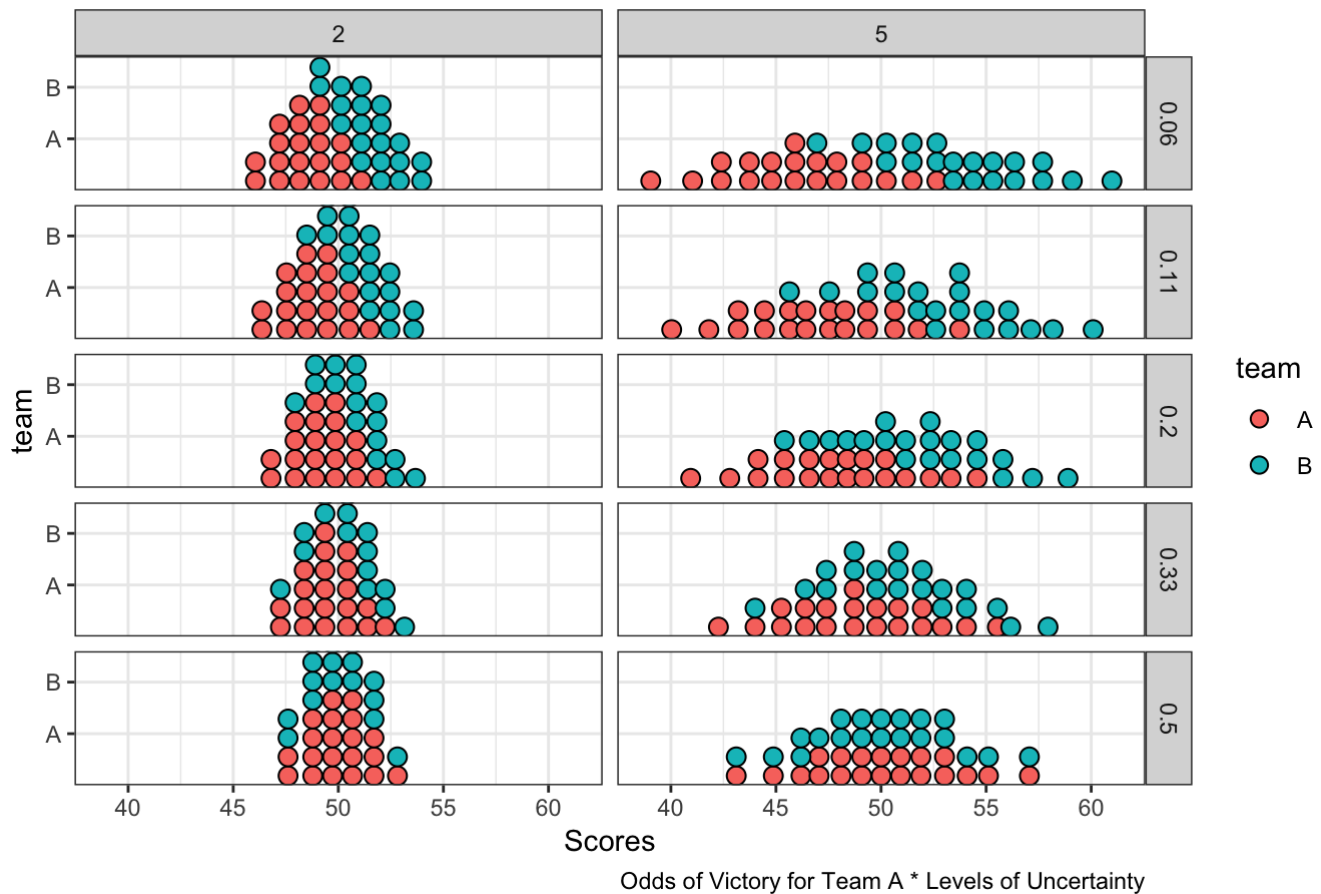 2 5
B
A
0.06
B
A
0.11
B
A
0.2
B
A
0.33
B
A
0.5
team
40 45 50 55 60 40 45 50 55 60
Scores
Odds of Victory for Team A * Levels of Uncertainty
team
A
B